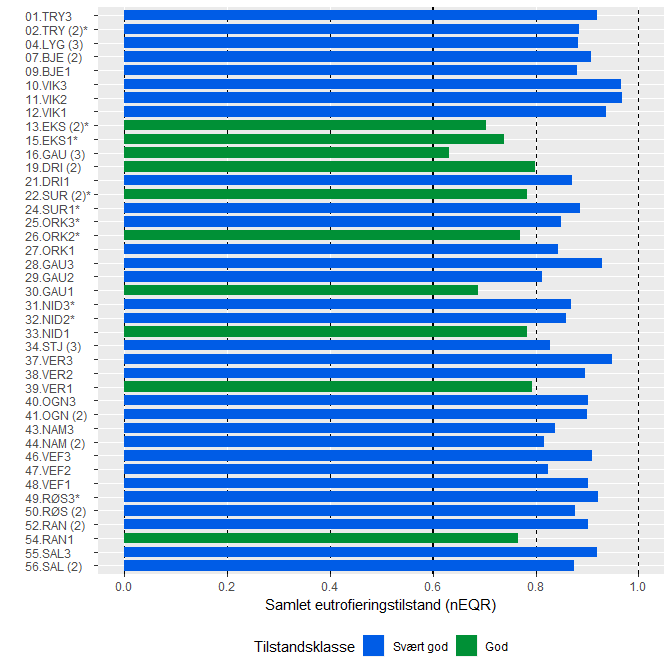 01.TRY3
02.TRY (2)*
04.LYG (3)
07.BJE (2)
09.BJE1
10.VIK3
11.VIK2
12.VIK1
13.EKS (2)*
15.EKS1*
16.GAU (3)
19.DRI (2)
21.DRI1
22.SUR (2)*
24.SUR1*
25.ORK3*
26.ORK2*
27.ORK1
28.GAU3
29.GAU2
30.GAU1
31.NID3*
32.NID2*
33.NID1
34.STJ (3)
37.VER3
38.VER2
39.VER1
40.OGN3
41.OGN (2)
43.NAM3
44.NAM (2)
46.VEF3
47.VEF2
48.VEF1
49.RØS3*
50.RØS (2)
52.RAN (2)
54.RAN1
55.SAL3
56.SAL (2)
0.0 0.2 0.4 0.6 0.8 1.0
Samlet eutrofieringstilstand (nEQR)
Tilstandsklasse Svært god God